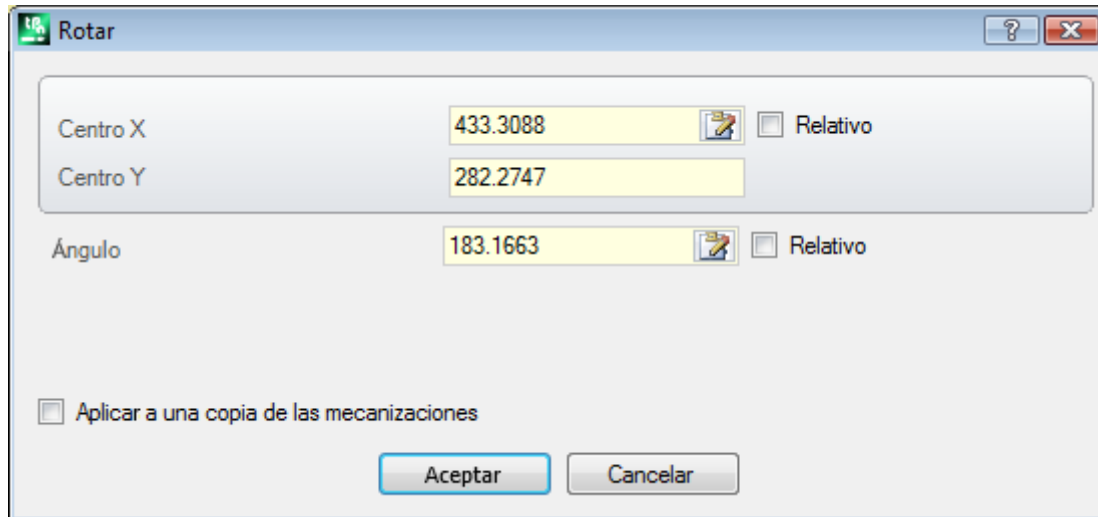 Rotar
Centro X 433.3088 Relativo
Centro Y 282.2747
Ángulo 183.1663 Relativo
Aplicar a una copia de las mecanizaciones
Aceptar Cancelar